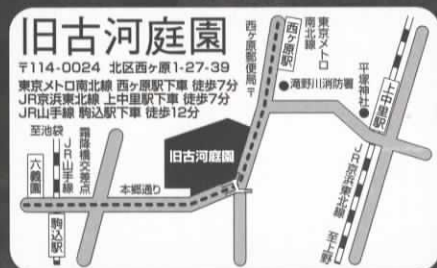 旧古河庭園
〒114-0024 北区西ヶ原1-27-39
東京メトロ南北線 西ヶ原駅下車 徒歩7分
JR京浜東北線 上中里駅下車 徒歩7分
JR山手線 駒込駅下車 徒歩12分
西ヶ原郵便局〒
西ヶ原駅
東京メトロ
南北線
滝野川消防署
平塚神社
上中里駅
至池袋
JR山手線
霜降橋交差点
旧古河庭園
六義園
本郷通り
駒込駅
JR京浜東北線
至上野